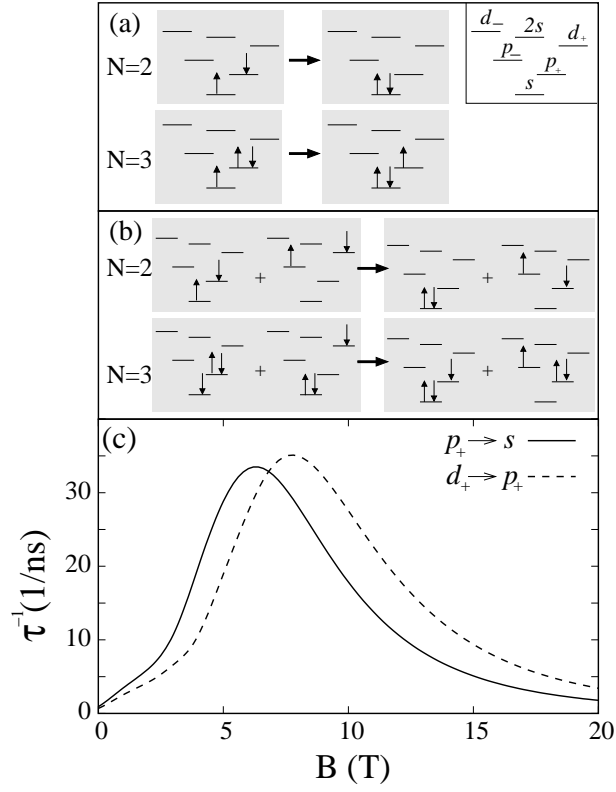 (a)
N=2
N=3
d₋ 2s d₊
p₋ p₊
s
(b)
N=2
+ +
N=3
+ +
(c)
p₊→s
d₊→p₊
30
20
10
0
τ⁻¹(1/ns)
0 5 10 15 20
B (T)